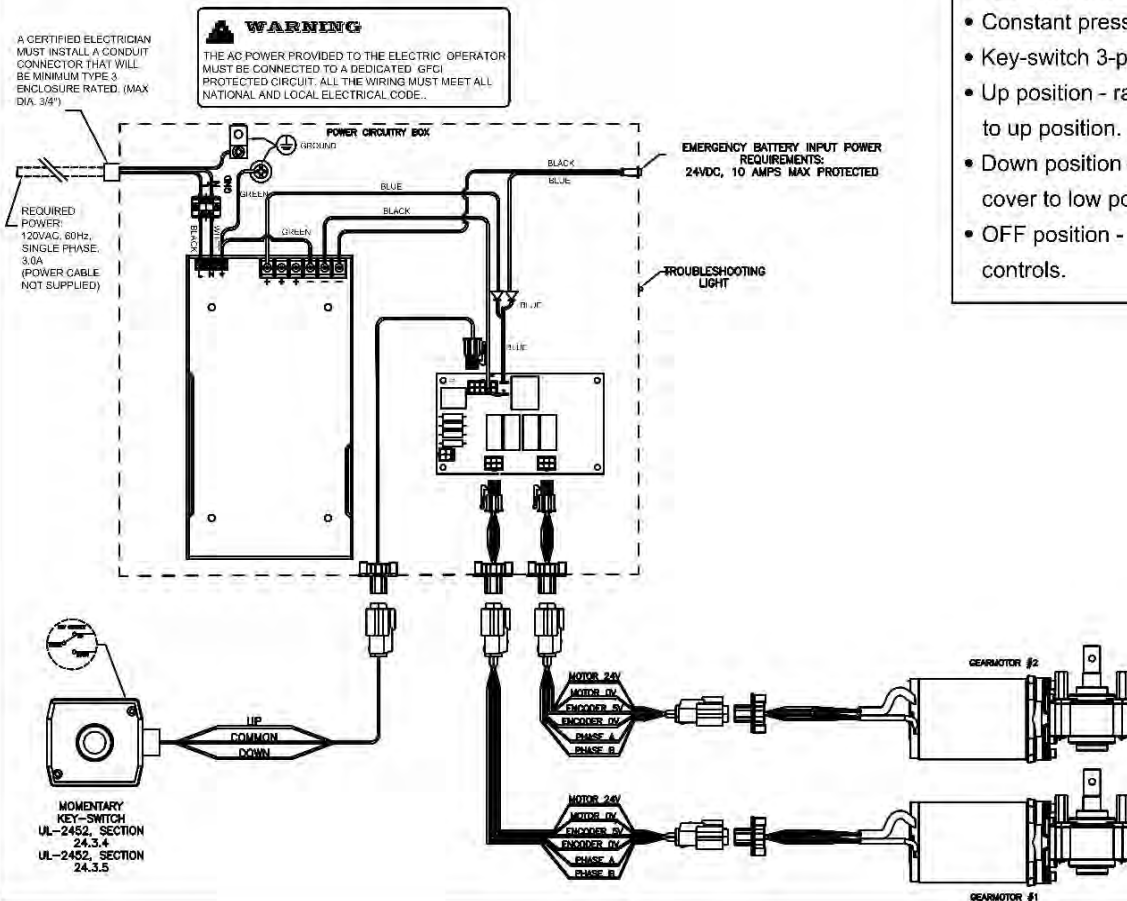 A CERTIFIED ELECTRICIAN
MUST INSTALL A CONDUIT
CONNECTOR THAT WILL
BE MINIMUM TYPE 3
ENCLOSURE RATED. (MAX
DIA. 3/4")
WARNING
THE AC POWER PROVIDED TO THE ELECTRIC OPERATOR
MUST BE CONNECTED TO A DEDICATED GFCI
PROTECTED CIRCUIT. ALL THE WIRING MUST MEET ALL
NATIONAL AND LOCAL ELECTRICAL CODE..
• Constant press
• Key-switch 3-p
• Up position - ra
to up position.
• Down position
cover to low po
• OFF position -
controls.
POWER CIRCUITRY BOX
GROUND
L
N
GND
GREEN
BLUE
BLACK
GREEN
BLACK
BLUE
EMERGENCY BATTERY INPUT POWER
REQUIREMENTS:
24VDC, 10 AMPS MAX PROTECTED
REQUIRED
POWER:
120VAC, 60Hz,
SINGLE PHASE,
3.0A
(POWER CABLE
NOT SUPPLIED)
BLACK
L N +
+ + + - - -
TROUBLESHOOTING
LIGHT
BLUE
BLUE
UP
COMMON
DOWN
MOMENTARY
KEY-SWITCH
UL-2452, SECTION
24.3.4
UL-2452, SECTION
24.3.5
MOTOR 24V
MOTOR 0V
ENCODER 5V
ENCODER 0V
PHASE A
PHASE B
GEARMOTOR #2
MOTOR 24V
MOTOR 0V
ENCODER 5V
ENCODER 0V
PHASE A
PHASE B
GEARMOTOR #1